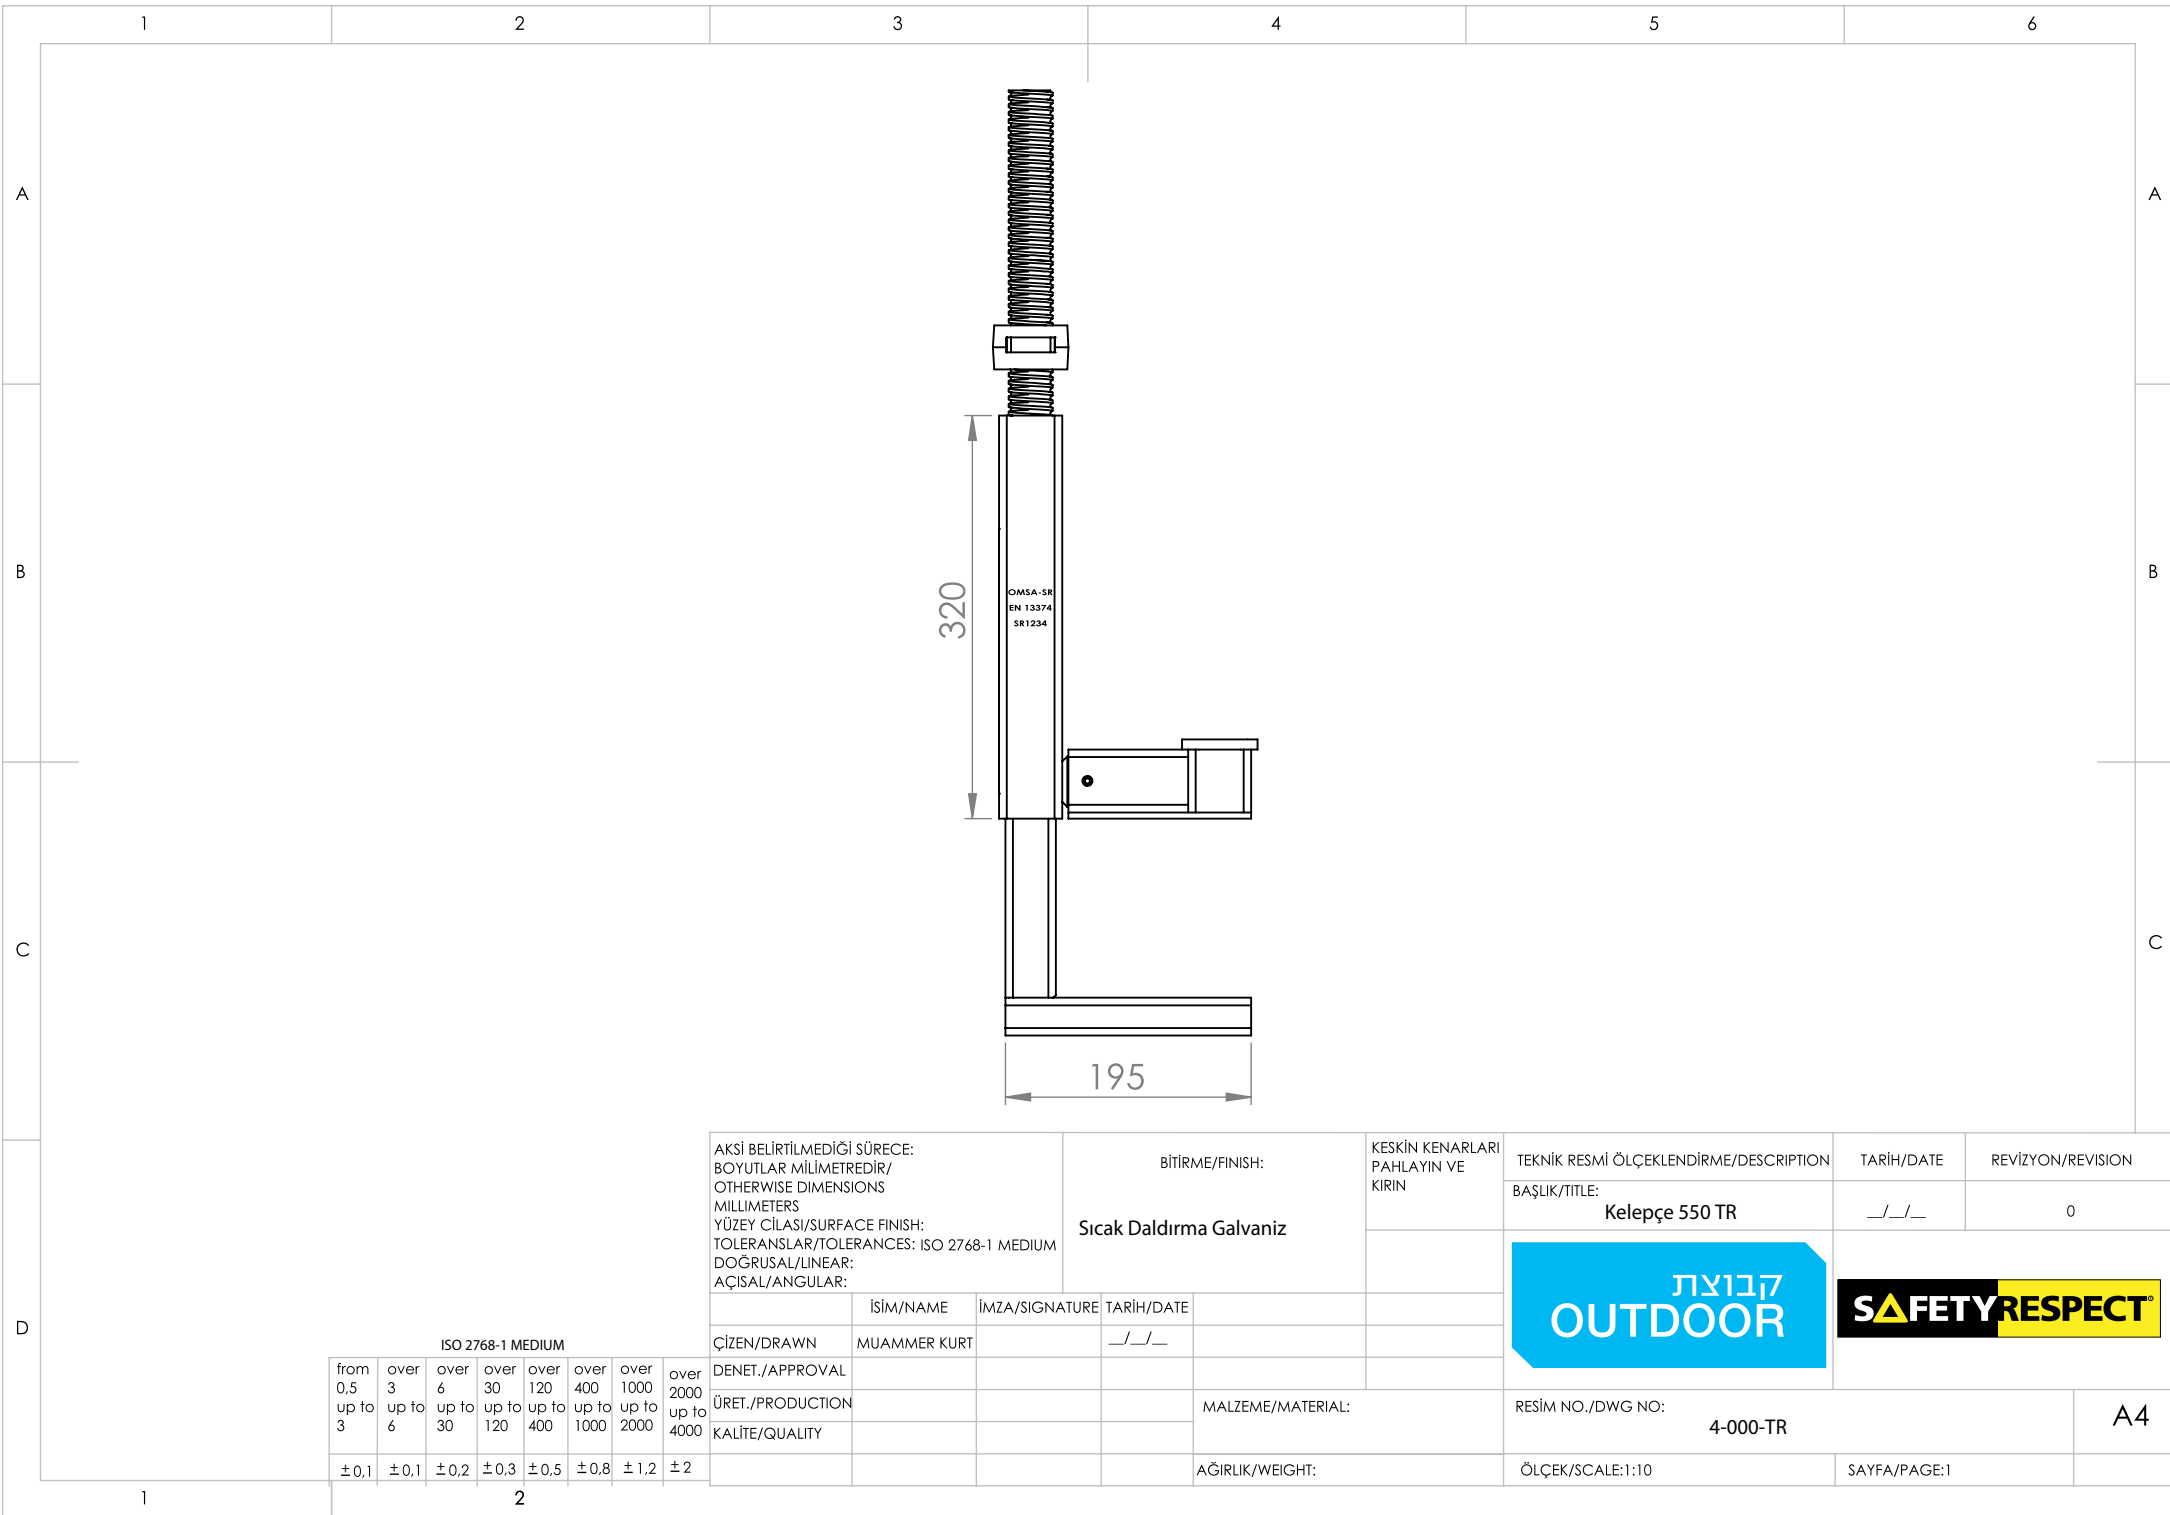 1 2 3 4 5 6
A A
OMSA-SR
EN 13374
SR1234
320
B B
C C
195
D
AKSİ BELİRTİLMEDİĞİ SÜRECE:
BOYUTLAR MİLİMETREDİR/
OTHERWISE DIMENSIONS
MILLIMETERS
YÜZEY CİLASI/SURFACE FINISH:
TOLERANSLAR/TOLERANCES: ISO 2768-1 MEDIUM
DOĞRUSAL/LINEAR:
AÇISAL/ANGULAR:
BİTİRME/FINISH:
Sıcak Daldırma Galvaniz
KESKİN KENARLARI
PAHLAYIN VE
KIRIN
TEKNİK RESMİ ÖLÇEKLENDİRME/DESCRIPTION
TARİH/DATE
REVİZYON/REVISION
BAŞLIK/TITLE:
Kelepçe 550 TR
__/__/__
0
קבוצת
OUTDOOR
SAFETYRESPECT
İSİM/NAME İMZA/SIGNATURE TARİH/DATE
ÇİZEN/DRAWN MUAMMER KURT __/__/__
DENET./APPROVAL
ÜRET./PRODUCTION
KALİTE/QUALITY
MALZEME/MATERIAL:
AĞIRLIK/WEIGHT:
RESİM NO./DWG NO:
4-000-TR
A4
ÖLÇEK/SCALE:1:10
SAYFA/PAGE:1
ISO 2768-1 MEDIUM
from over over over over over over over
0,5 3 6 30 120 400 1000 2000
up to up to up to up to up to up to up to up to
3 6 30 120 400 1000 2000 4000
±0,1 ±0,1 ±0,2 ±0,3 ±0,5 ±0,8 ±1,2 ±2
1 2